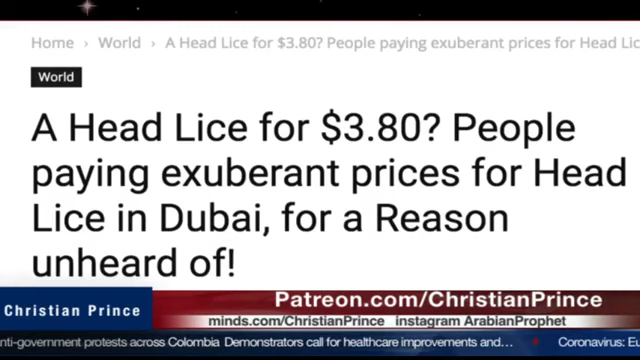 Home › World › A Head Lice for $3.80? People paying exuberant prices for Head Lic
World
A Head Lice for $3.80? People
paying exuberant prices for Head
Lice in Dubai, for a Reason
unheard of!
Christian Prince
Patreon.com/ChristianPrince
minds.com/ChristianPrince instagram ArabianProphet
nti-government protests across Colombia Demonstrators call for healthcare improvements and... Coronavirus: Eu